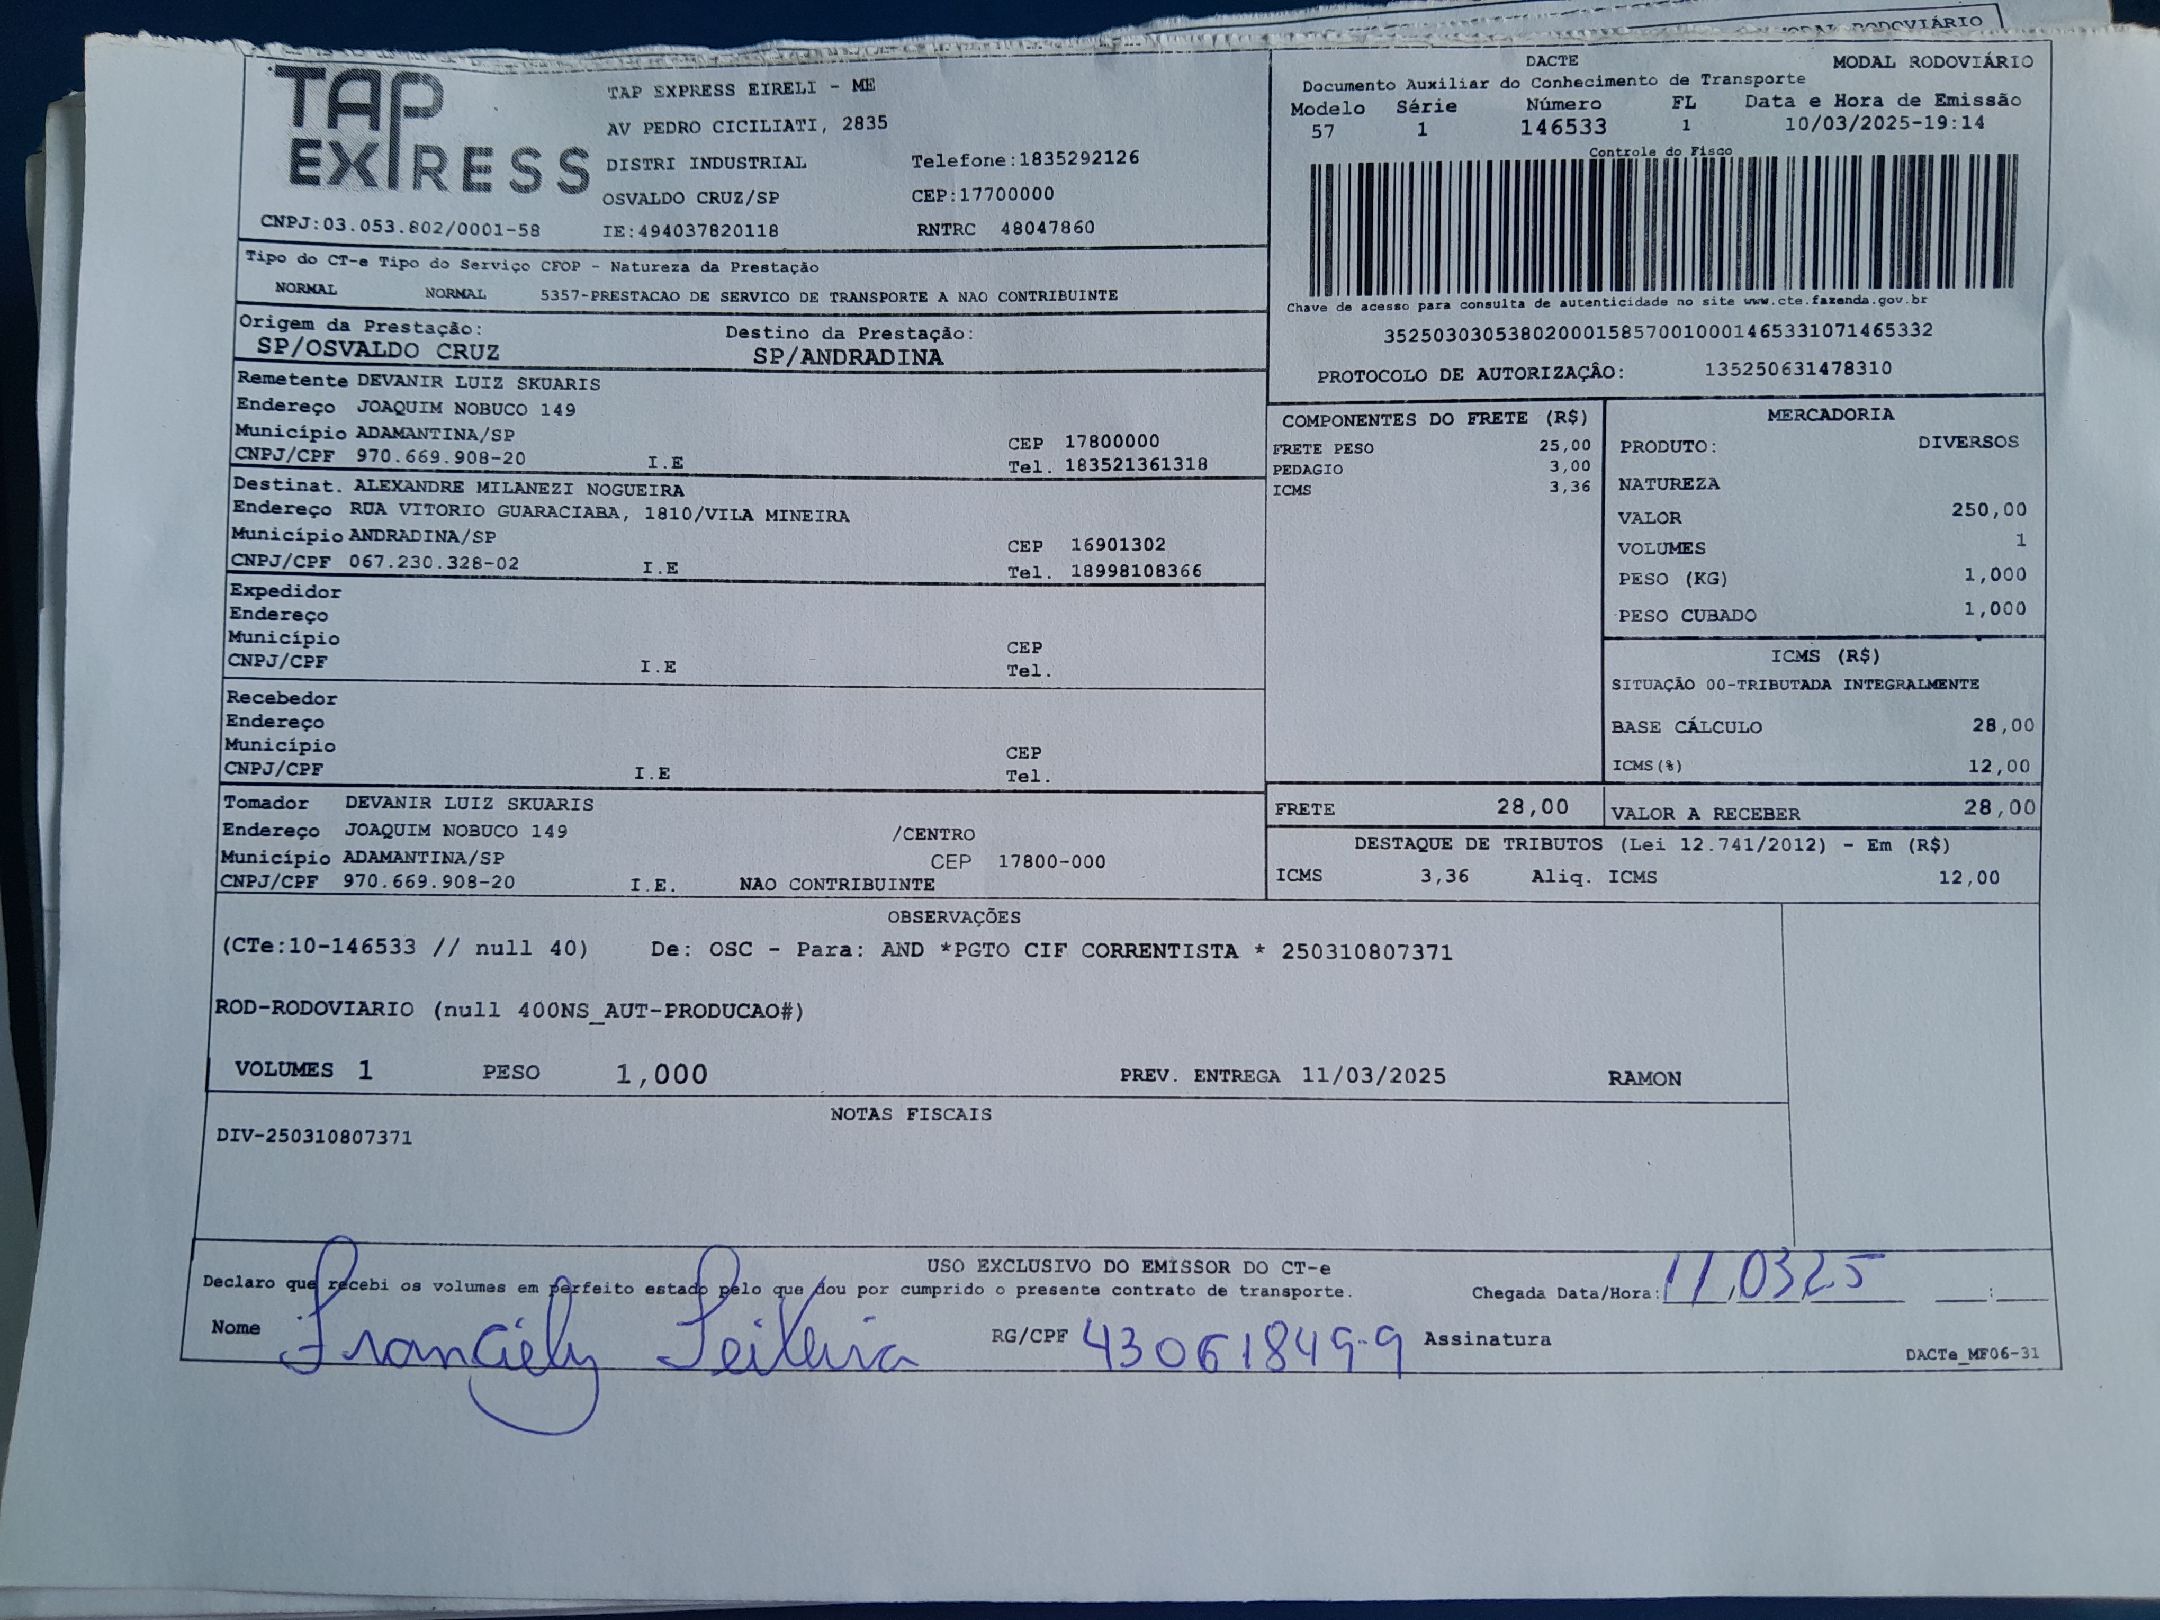 MODAL RODOVIÁRIO
TAP EXPRESS
TAP EXPRESS EIRELI - ME
AV PEDRO CICILIATI, 2835
DISTRI INDUSTRIAL Telefone:1835292126
OSVALDO CRUZ/SP CEP:17700000
CNPJ:03.053.802/0001-58 IE:494037820118 RNTRC 48047860
DACTE MODAL RODOVIÁRIO
Documento Auxiliar do Conhecimento de Transporte
Modelo Série Número FL Data e Hora de Emissão
57 1 146533 1 10/03/2025-19:14
Controle do Fisco
Chave de acesso para consulta de autenticidade no site www.cte.fazenda.gov.br
35250303053802000158570010001465331071465332
PROTOCOLO DE AUTORIZAÇÃO: 135250631478310
Tipo do CT-e Tipo do Serviço CFOP - Natureza da Prestação
NORMAL NORMAL 5357-PRESTACAO DE SERVICO DE TRANSPORTE A NAO CONTRIBUINTE
Origem da Prestação: Destino da Prestação:
SP/OSVALDO CRUZ SP/ANDRADINA
Remetente DEVANIR LUIZ SKUARIS
Endereço JOAQUIM NOBUCO 149
Município ADAMANTINA/SP CEP 17800000
CNPJ/CPF 970.669.908-20 I.E Tel. 183521361318
Destinat. ALEXANDRE MILANEZI NOGUEIRA
Endereço RUA VITORIO GUARACIABA, 1810/VILA MINEIRA
Município ANDRADINA/SP CEP 16901302
CNPJ/CPF 067.230.328-02 I.E Tel. 18998108366
Expedidor
Endereço
Município CEP
CNPJ/CPF I.E Tel.
Recebedor
Endereço
Município CEP
CNPJ/CPF I.E Tel.
Tomador DEVANIR LUIZ SKUARIS
Endereço JOAQUIM NOBUCO 149 /CENTRO
Município ADAMANTINA/SP CEP 17800-000
CNPJ/CPF 970.669.908-20 I.E. NAO CONTRIBUINTE
COMPONENTES DO FRETE (R$)
FRETE PESO 25,00
PEDAGIO 3,00
ICMS 3,36
MERCADORIA
PRODUTO: DIVERSOS
NATUREZA
VALOR 250,00
VOLUMES 1
PESO (KG) 1,000
PESO CUBADO 1,000
ICMS (R$)
SITUAÇÃO 00-TRIBUTADA INTEGRALMENTE
BASE CÁLCULO 28,00
ICMS(%) 12,00
FRETE 28,00 VALOR A RECEBER 28,00
DESTAQUE DE TRIBUTOS (Lei 12.741/2012) - Em (R$)
ICMS 3,36 Aliq. ICMS 12,00
OBSERVAÇÕES
(CTe:10-146533 // null 40) De: OSC - Para: AND *PGTO CIF CORRENTISTA * 250310807371
ROD-RODOVIARIO (null 400NS_AUT-PRODUCAO#)
VOLUMES 1 PESO 1,000 PREV. ENTREGA 11/03/2025 RAMON
NOTAS FISCAIS
DIV-250310807371
USO EXCLUSIVO DO EMISSOR DO CT-e
Declaro que recebi os volumes em perfeito estado pelo que dou por cumprido o presente contrato de transporte. Chegada Data/Hora: 11,03,25 :
Nome Franciely RG/CPF 43061849-9 Assinatura
DACTe_MF06-31